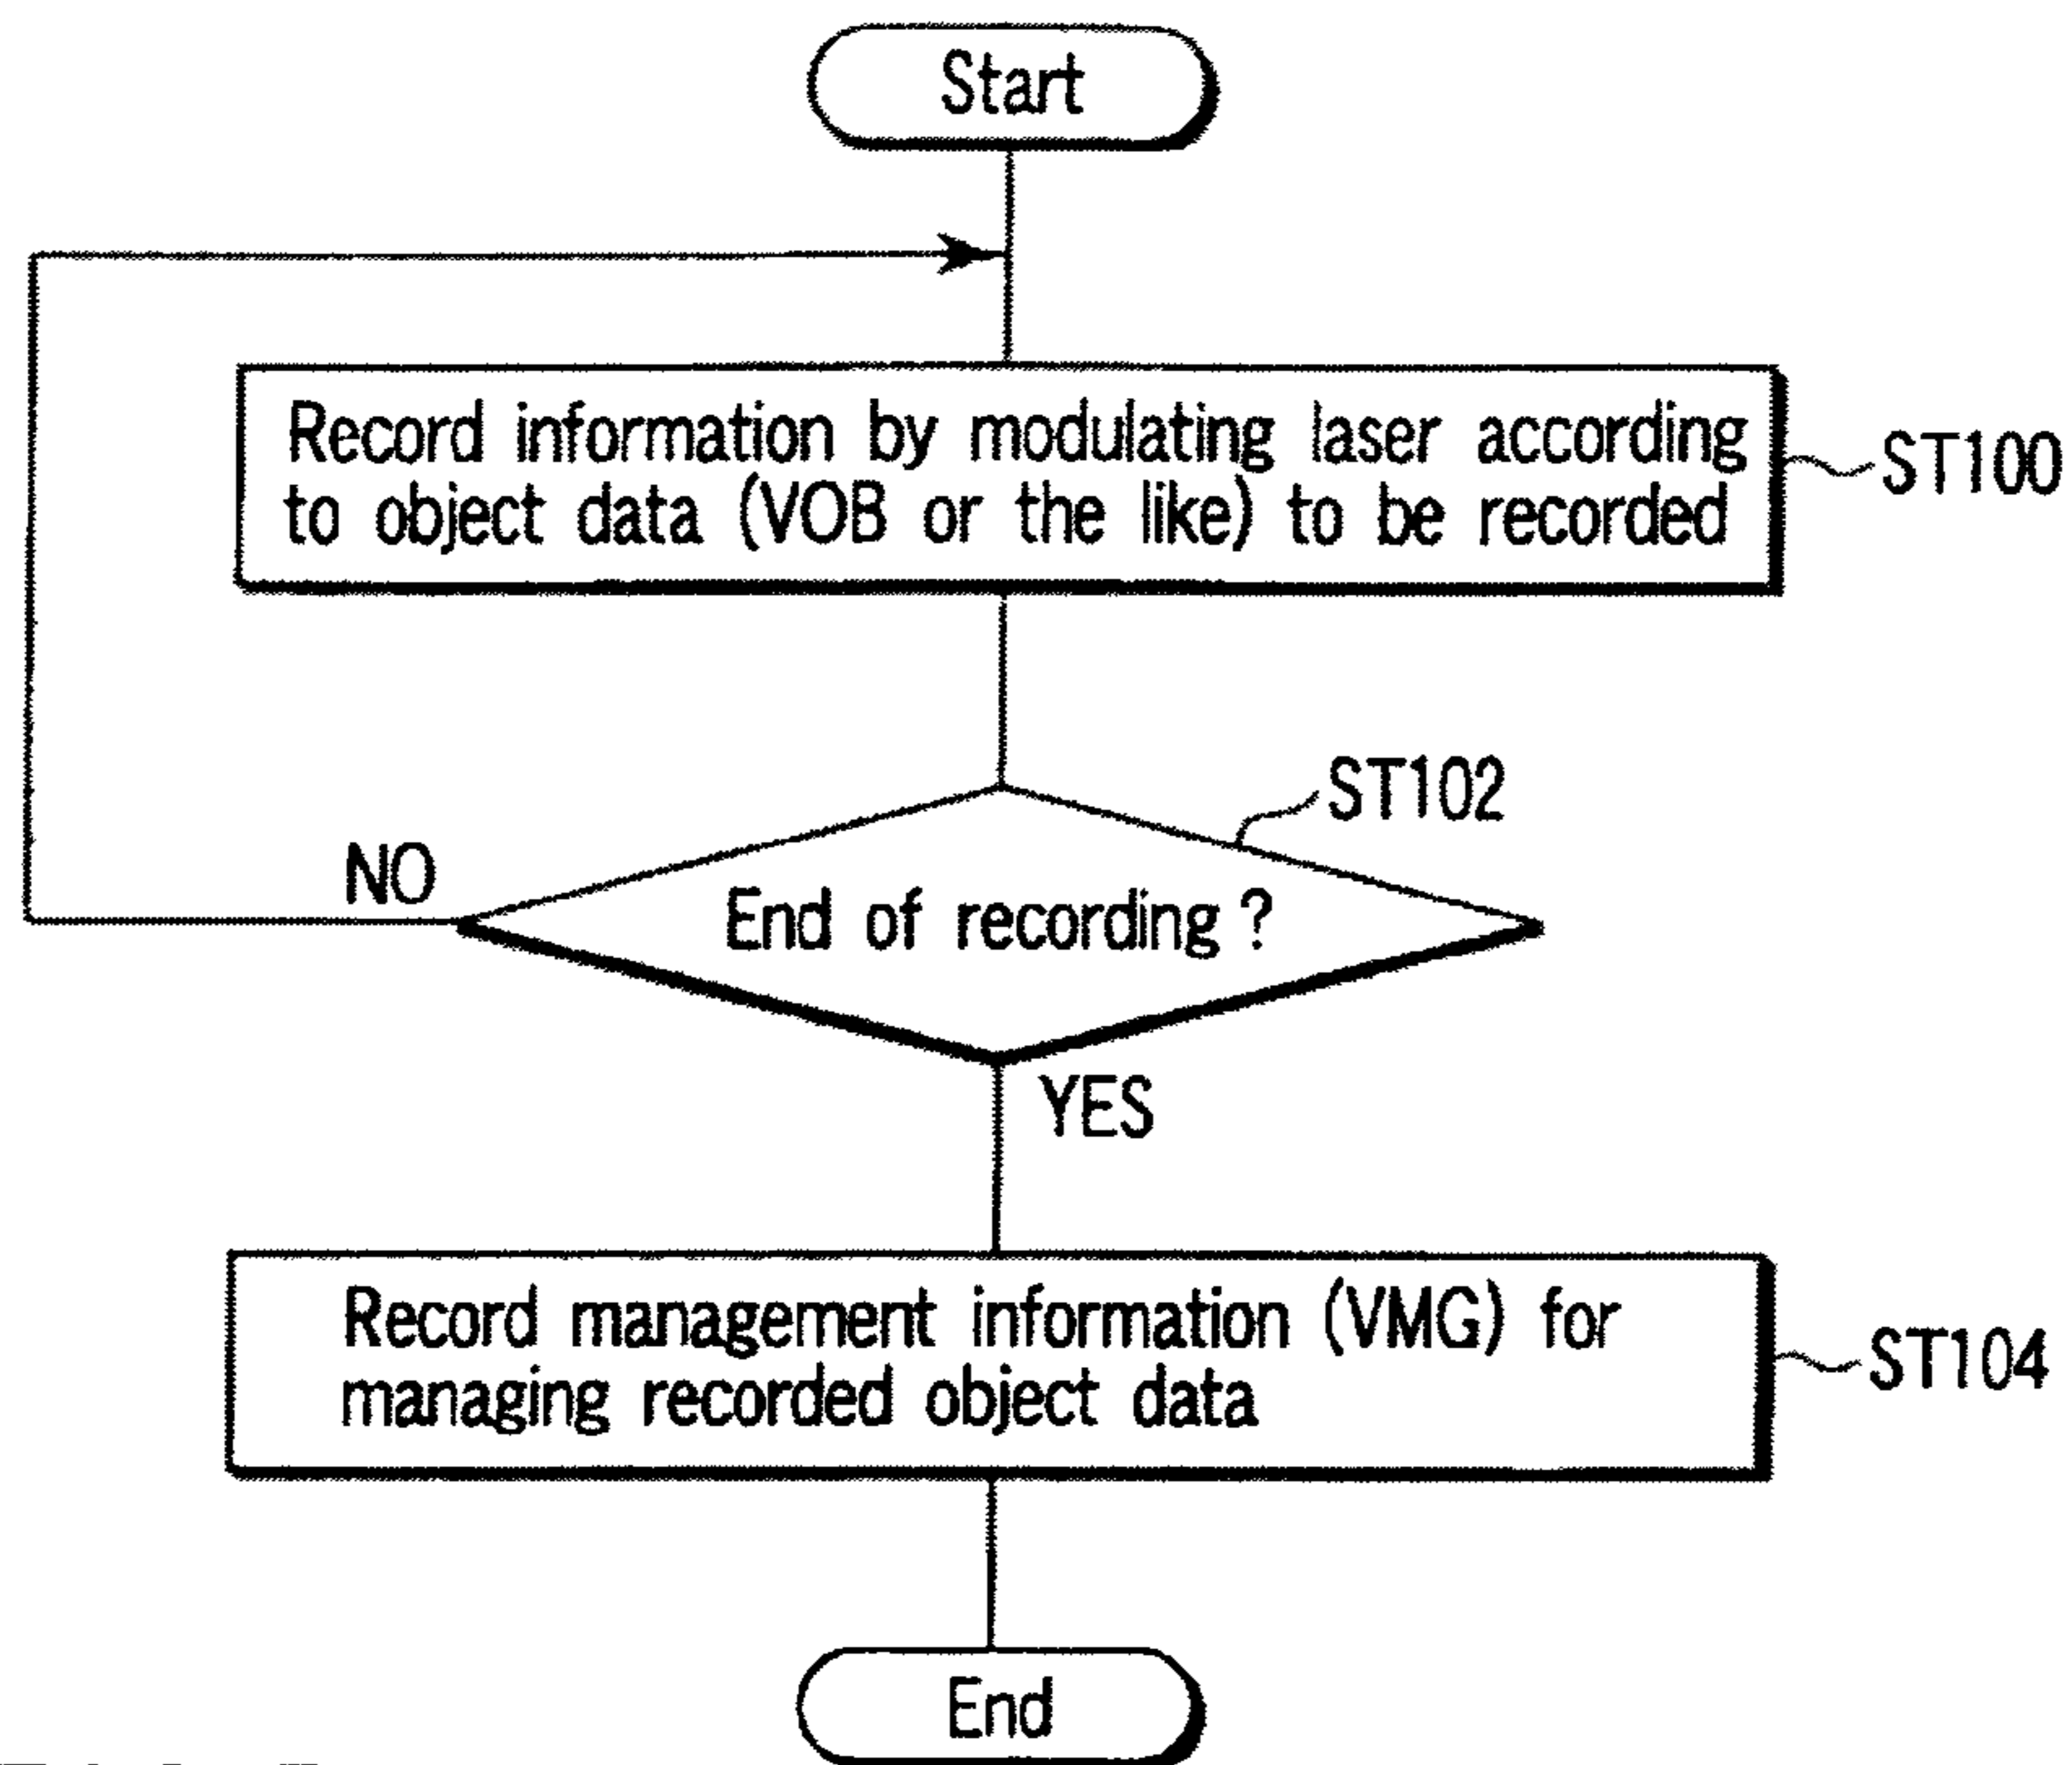 Start
Record information by modulating laser according
to object data (VOB or the like) to be recorded
ST100
ST102
NO
End of recording ?
YES
Record management information (VMG) for
managing recorded object data
ST104
End